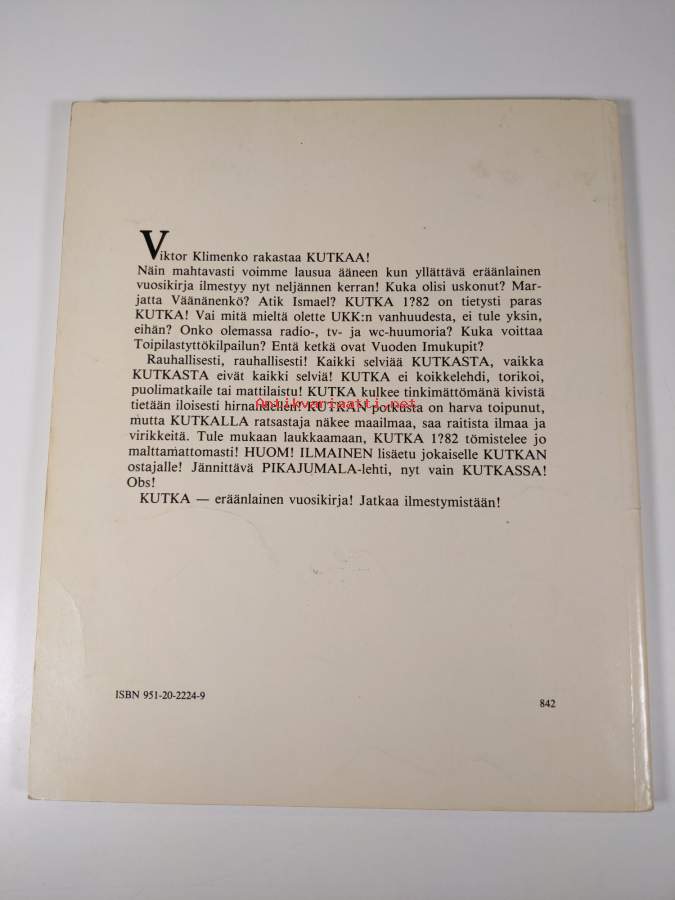 Viktor Klimenko rakastaa KUTKAA!
Näin mahtavasti voimme lausua ääneen kun yllättävä eräänlainen
vuosikirja ilmestyy nyt neljännen kerran! Kuka olisi uskonut? Mar-
jatta Väänänenkö? Atik Ismael? KUTKA 1?82 on tietysti paras
KUTKA! Vai mitä mieltä olette UKK:n vanhuudesta, ei tule yksin,
eihän? Onko olemassa radio-, tv- ja wc-huumoria? Kuka voittaa
Toipilastyttökilpailun? Entä ketkä ovat Vuoden Imukupit?
Rauhallisesti, rauhallisesti! Kaikki selviää KUTKASTA, vaikka
KUTKASTA eivät kaikki selviä! KUTKA ei koikkelehdi, torikoi,
puolimatkaile tai mattilaistu! KUTKA kulkee tinkimättömänä kivistä
tietään iloisesti hirnahdellen! KUTKAN potkusta on harva toipunut,
Antikvariaatti.net
mutta KUTKALLA ratsastaja näkee maailmaa, saa raitista ilmaa ja
virikkeitä. Tule mukaan laukkaamaan, KUTKA 1?82 tömistelee jo
malttamattomasti! HUOM! ILMAINEN lisäetu jokaiselle KUTKAN
ostajalle! Jännittävä PIKAJUMALA-lehti, nyt vain KUTKASSA!
Obs!
KUTKA — eräänlainen vuosikirja! Jatkaa ilmestymistään!
ISBN 951-20-2224-9
842